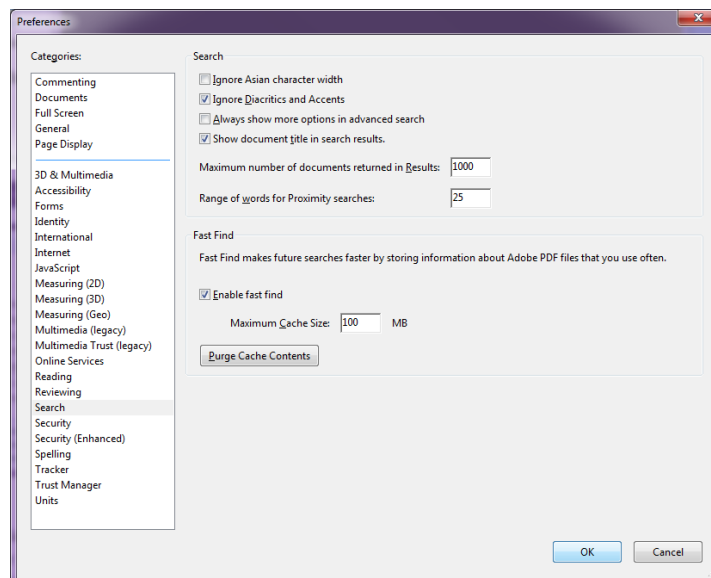 Preferences
Categories:
Commenting
Documents
Full Screen
General
Page Display
3D & Multimedia
Accessibility
Forms
Identity
International
Internet
JavaScript
Measuring (2D)
Measuring (3D)
Measuring (Geo)
Multimedia (legacy)
Multimedia Trust (legacy)
Online Services
Reading
Reviewing
Search
Security
Security (Enhanced)
Spelling
Tracker
Trust Manager
Units
Search
Ignore Asian character width
Ignore Diacritics and Accents
Always show more options in advanced search
Show document title in search results.
Maximum number of documents returned in Results: 1000
Range of words for Proximity searches: 25
Fast Find
Fast Find makes future searches faster by storing information about Adobe PDF files that you use often.
Enable fast find
Maximum Cache Size: 100 MB
Purge Cache Contents
OK Cancel